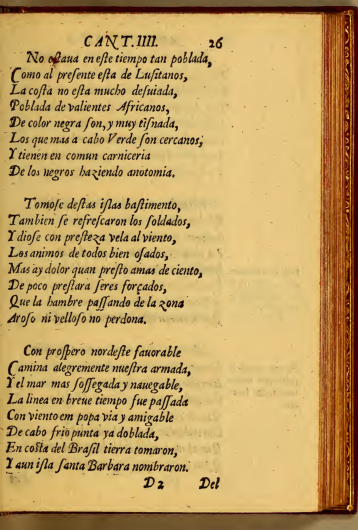 CANT. IIII. 26
No estaua en este tiempo tan poblada,
Como al presente esta de Lusitanos,
La costa no esta mucho desuiada,
Poblada de valientes Africanos,
De color negra son, y muy tisnada,
Los que mas a cabo Verde son cercanos,
Y tienen en comun carniceria
De los negros haziendo anotomia.
Tomose destas islas bastimento,
Tambien se refrescaron los soldados,
Y diose con presteza vela al viento,
Los animos de todos bien osados,
Mas ay dolor quan presto a mas de ciento,
De poco prestara seres forçados,
Que la hambre passando de la zona
Aroso ni velloso no perdona.
Con prospero nordeste fauorable
Camina alegremente nuestra armada,
Y el mar mas sossegada y nauegable,
La linea en breue tiempo fue passada
Con viento em popa via y amigable
De cabo frio punta ya doblada,
En costa del Brasil tierra tomaron,
Y aun isla santa Barbara nombraron.
D2 Del